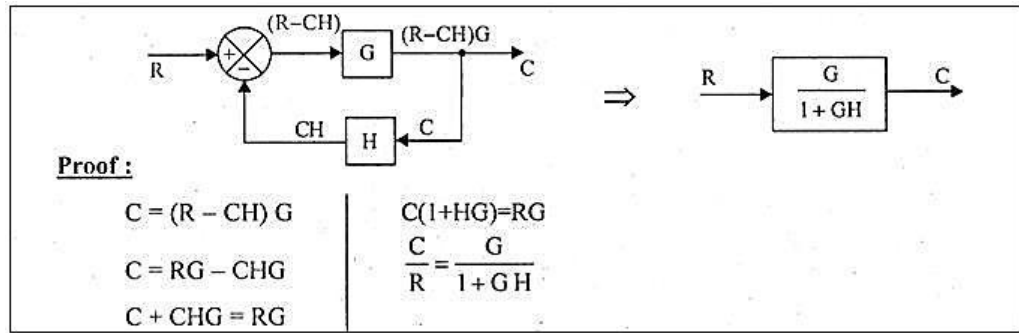 (R–CH) (R–CH)G
R + – G C
⇒ R G / 1 + GH C
CH H C
Proof :
C = (R – CH) G
C = RG – CHG
C + CHG = RG
C(1+HG)=RG
C/R = G / 1 + G H